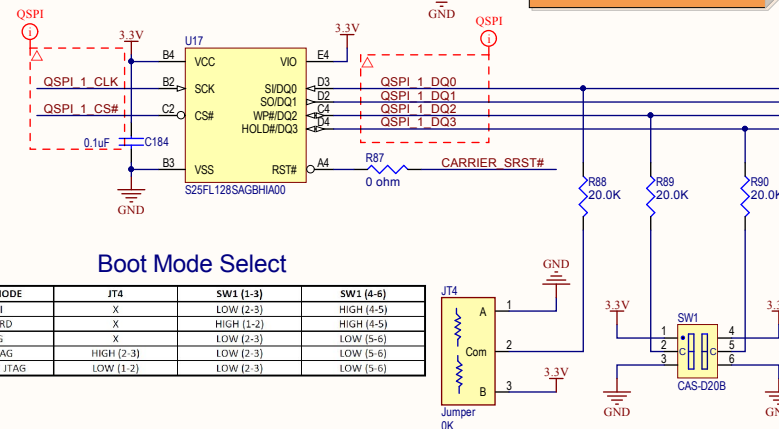 GND
QSPI
i
QSPI
i
3.3V
U17
3.3V
B4
VCC
VIO
E4
QSPI_1_CLK
B2
SCK
SI/DQ0
D3
QSPI_1_DQ0
SO/DQ1
D2
QSPI_1_DQ1
QSPI_1_CS#
C2
CS#
WP#/DQ2
C4
QSPI_1_DQ2
HOLD#/DQ3
D4
QSPI_1_DQ3
0.1uF
C184
B3
VSS
RST#
A4
R87
0 ohm
CARRIER_SRST#
S25FL128SAGBHIA00
GND
R88
20.0K
R89
20.0K
R90
20.0K
Boot Mode Select
JT4 SW1 (1-3) SW1 (4-6)
X LOW (2-3) HIGH (4-5)
X HIGH (1-2) HIGH (4-5)
X LOW (2-3) LOW (5-6)
HIGH (2-3) LOW (2-3) LOW (5-6)
JTAG LOW (1-2) LOW (2-3) LOW (5-6)
GND
JT4
A
1
Com
2
B
3
3.3V
Jumper
0K
3.3V
SW1
1
2
3
C
C
4
5
6
CAS-D20B
GND